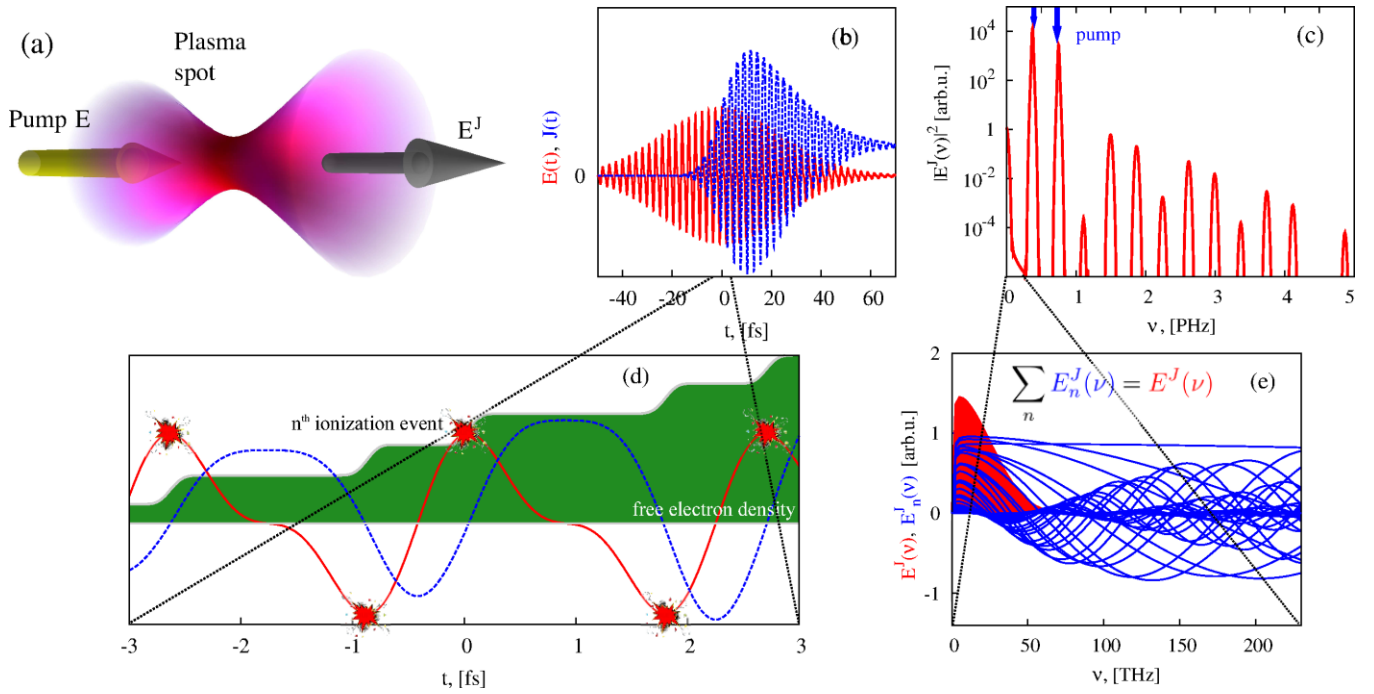 (a)
Plasma
spot
Pump E
E^J
(b)
E(t), J(t)
0
-40 -20 0 20 40 60
t, [fs]
(c)
pump
|E^J(ν)|^2 [arb.u.]
10^4
10^2
1
10^-2
10^-4
0 1 2 3 4 5
ν, [PHz]
(d)
n^th ionization event
free electron density
-3 -2 -1 0 1 2 3
t, [fs]
(e)
∑_n E_n^J(ν) = E^J(ν)
E^J(ν), E_n^J(ν) [arb.u.]
2
1
0
-1
0 50 100 150 200
ν, [THz]